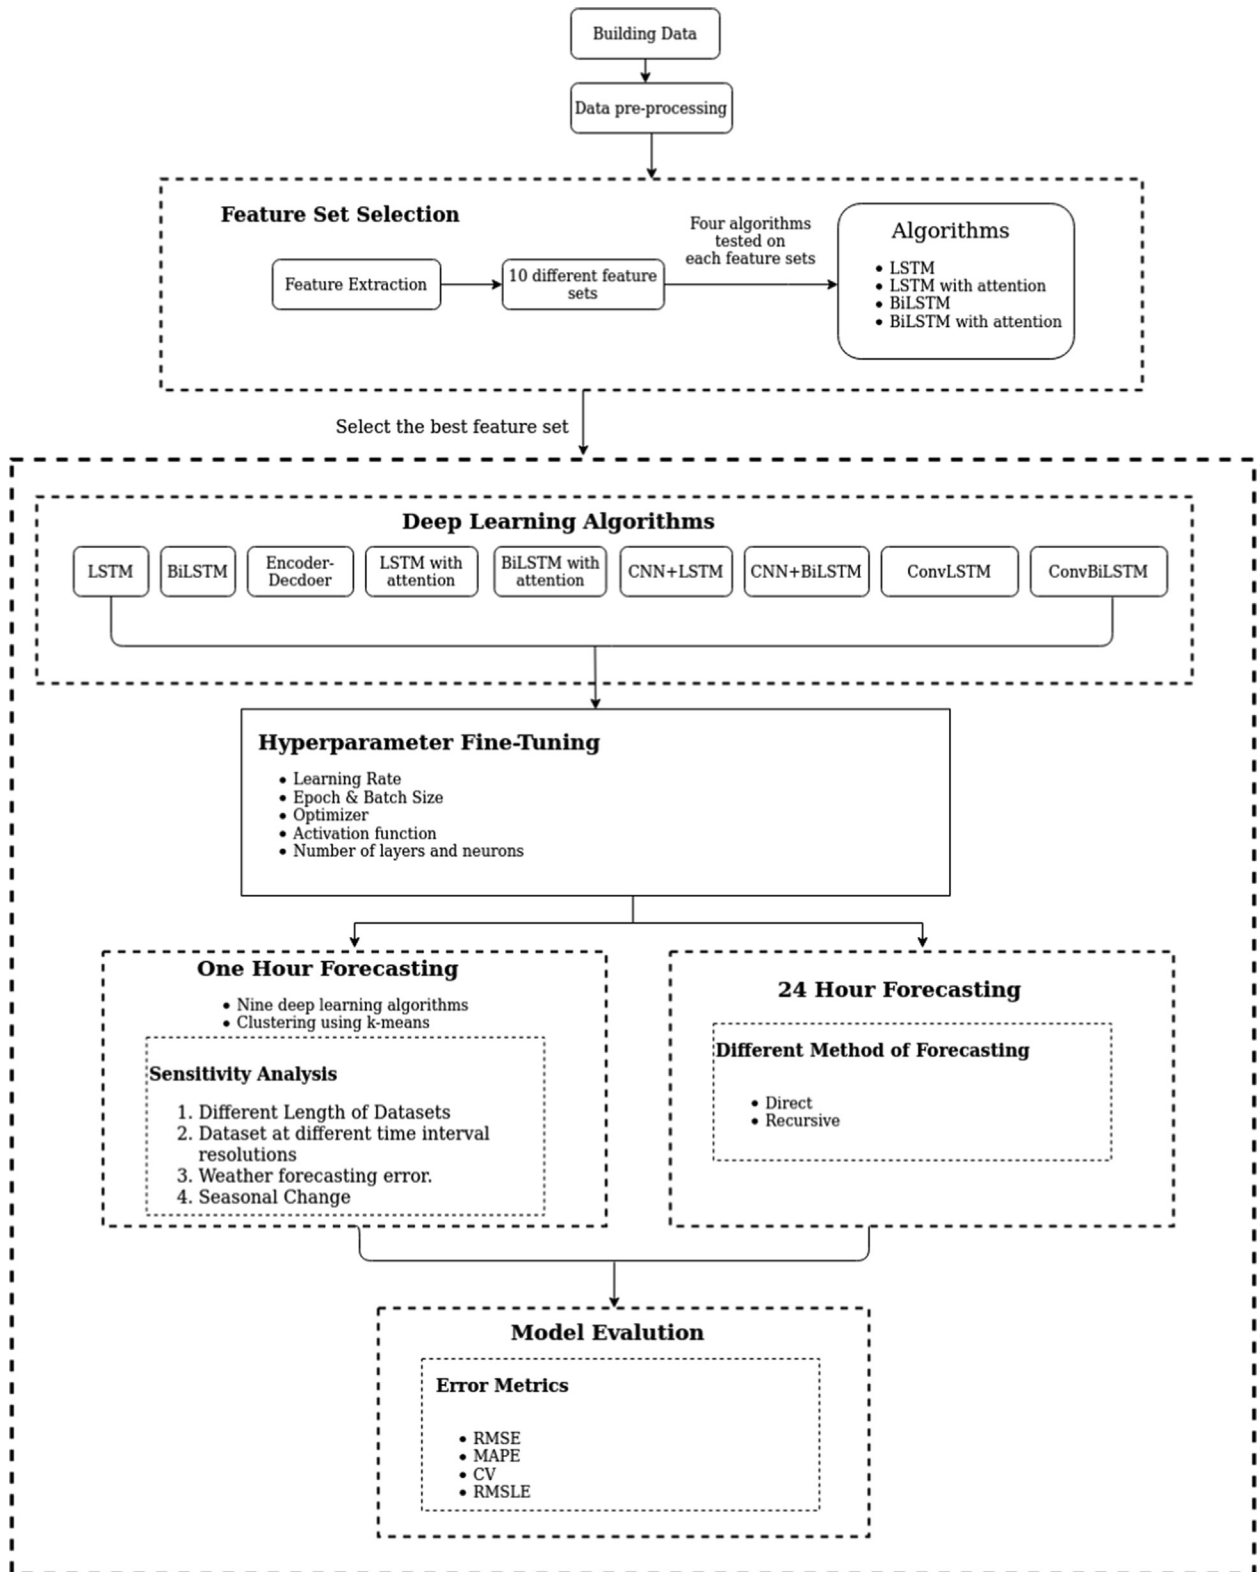 Building Data
Data pre-processing
Feature Set Selection
Feature Extraction
10 different feature
sets
Four algorithms
tested on
each feature sets
Algorithms
• LSTM
• LSTM with attention
• BiLSTM
• BiLSTM with attention
Select the best feature set
Deep Learning Algorithms
LSTM
BiLSTM
Encoder-
Decdoer
LSTM with
attention
BiLSTM with
attention
CNN+LSTM
CNN+BiLSTM
ConvLSTM
ConvBiLSTM
Hyperparameter Fine-Tuning
• Learning Rate
• Epoch & Batch Size
• Optimizer
• Activation function
• Number of layers and neurons
One Hour Forecasting
• Nine deep learning algorithms
• Clustering using k-means
Sensitivity Analysis
1. Different Length of Datasets
2. Dataset at different time interval
resolutions
3. Weather forecasting error.
4. Seasonal Change
24 Hour Forecasting
Different Method of Forecasting
• Direct
• Recursive
Model Evalution
Error Metrics
• RMSE
• MAPE
• CV
• RMSLE